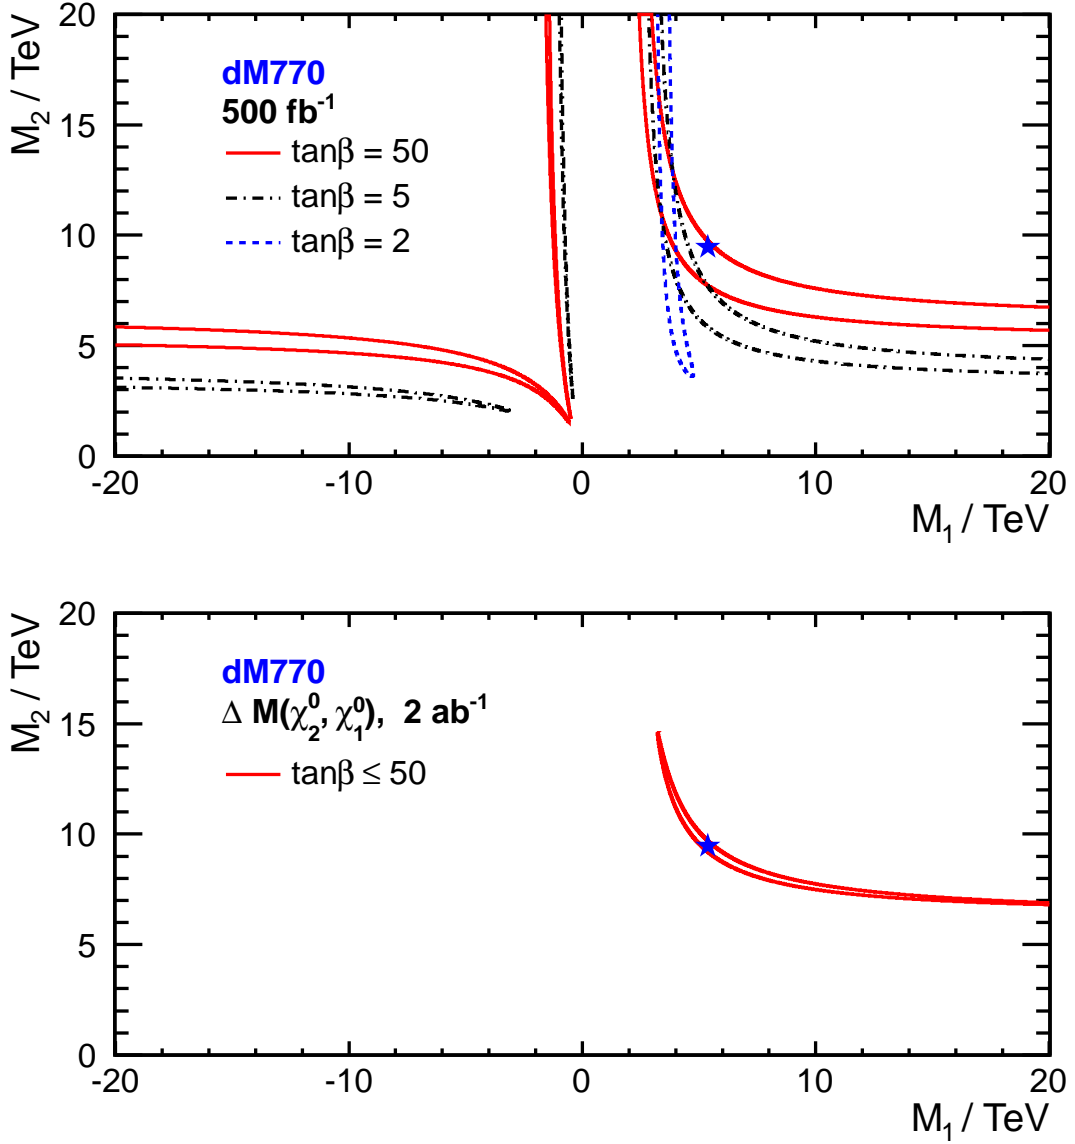 M₂ / TeV
20
15
10
5
0
dM770
500 fb⁻¹
tanβ = 50
tanβ = 5
tanβ = 2
-20 -10 0 10 20
M₁ / TeV
M₂ / TeV
20
15
10
5
0
dM770
Δ M(χ₂⁰, χ₁⁰), 2 ab⁻¹
tanβ ≤ 50
-20 -10 0 10 20
M₁ / TeV